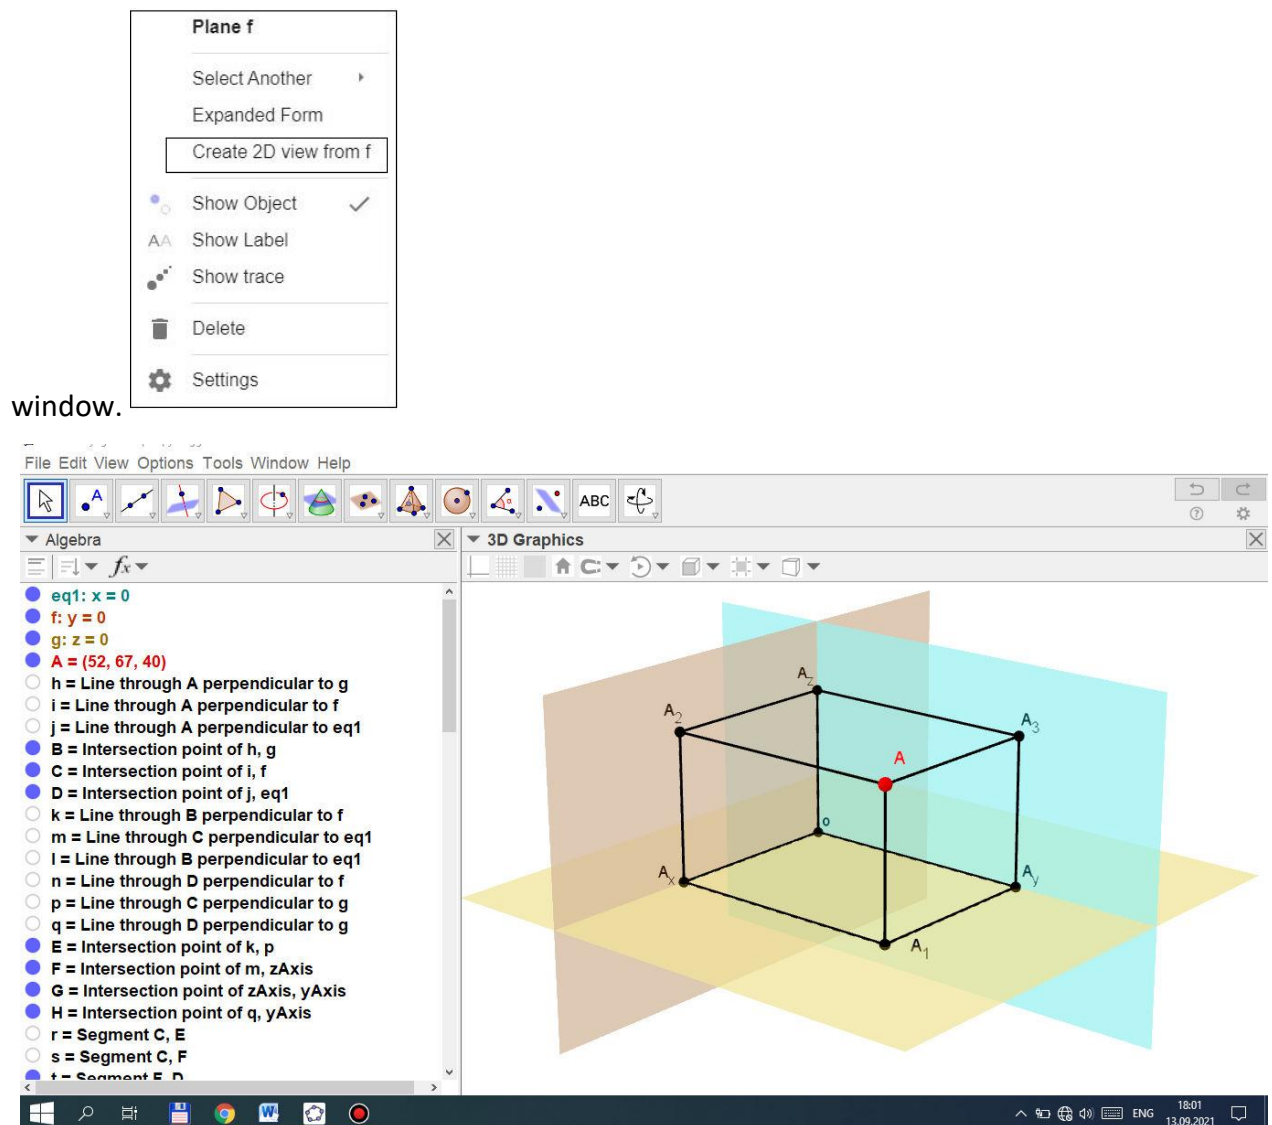 Plane f
Select Another
Expanded Form
Create 2D view from f
Show Object
AA Show Label
Show trace
Delete
Settings
window.
File Edit View Options Tools Window Help
A
ABC
Algebra
3D Graphics
fx
eq1: x = 0
f: y = 0
g: z = 0
A = (52, 67, 40)
h = Line through A perpendicular to g
i = Line through A perpendicular to f
j = Line through A perpendicular to eq1
B = Intersection point of h, g
C = Intersection point of i, f
D = Intersection point of j, eq1
k = Line through B perpendicular to f
m = Line through C perpendicular to eq1
l = Line through B perpendicular to eq1
n = Line through D perpendicular to f
p = Line through C perpendicular to g
q = Line through D perpendicular to g
E = Intersection point of k, p
F = Intersection point of m, zAxis
G = Intersection point of zAxis, yAxis
H = Intersection point of q, yAxis
r = Segment C, E
s = Segment C, F
t = Segment F, D
Az
A2
A3
A
o
Ax
Ay
A1
ENG
18:01
13.09.2021